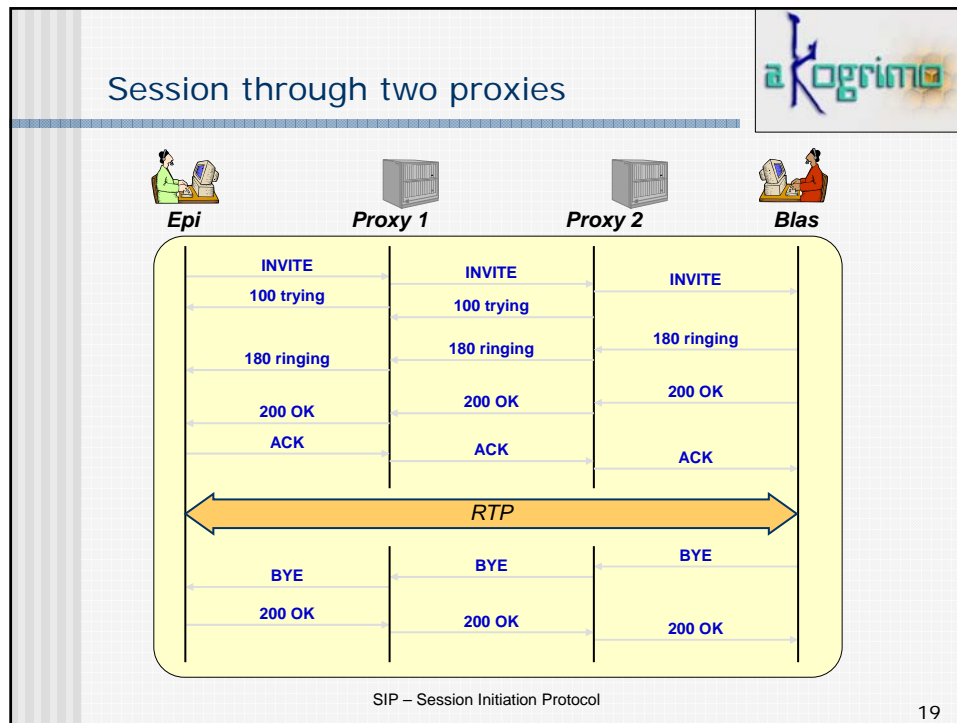 Session through two proxies
akogrimo
Epi
Proxy 1
Proxy 2
Blas
INVITE
INVITE
INVITE
100 trying
100 trying
180 ringing
180 ringing
180 ringing
200 OK
200 OK
200 OK
ACK
ACK
ACK
RTP
BYE
BYE
BYE
200 OK
200 OK
200 OK
SIP – Session Initiation Protocol
19